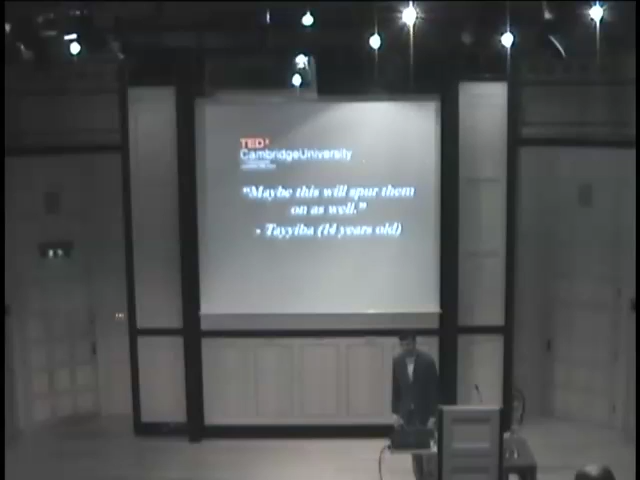 TEDx
CambridgeUniversity
"Maybe this will spur them
on as well."
- Tayyiba (14 years old)